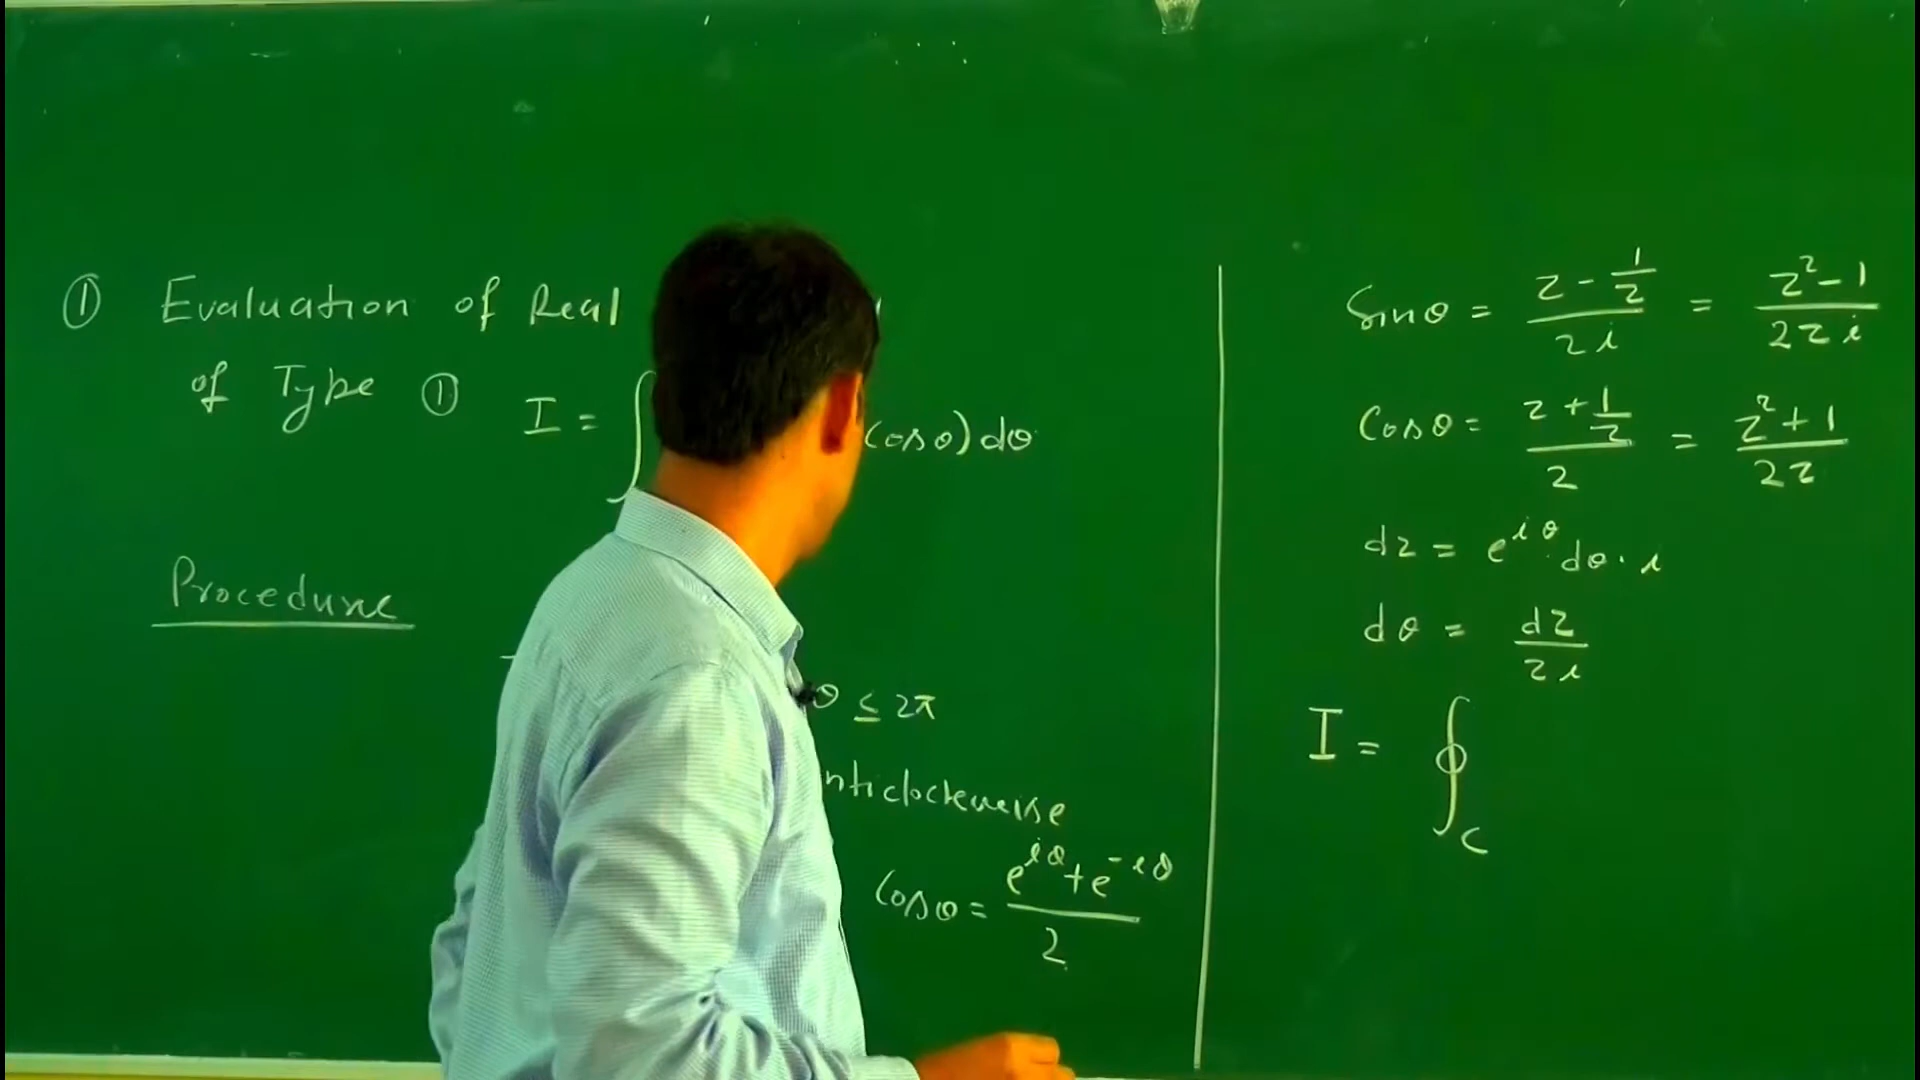 ① Evaluation of Real
of Type ① I = ∫ cosθ) dθ
Procedure
θ ≤ 2π
nticlockwise
Cosθ = (e^{iθ} + e^{-iθ}) / 2
Sinθ = (z - 1/z) / 2i = (z² - 1) / 2zi
Cosθ = (z + 1/z) / 2 = (z² + 1) / 2z
dz = e^{iθ} dθ · i
dθ = dz / zi
I = ∮_C